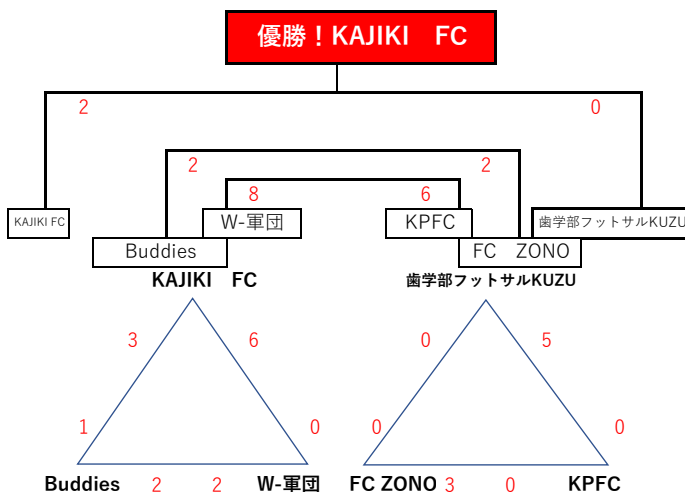 優勝！KAJIKI　FC
2 0
2 2
8 6
KAJIKI FC W-軍団 KPFC 歯学部フットサルKUZU
Buddies FC　ZONO
KAJIKI　FC 歯学部フットサルKUZU
3 6 0 5
1 0 0 0
Buddies 2 2 W-軍団 FC ZONO 3 0 KPFC